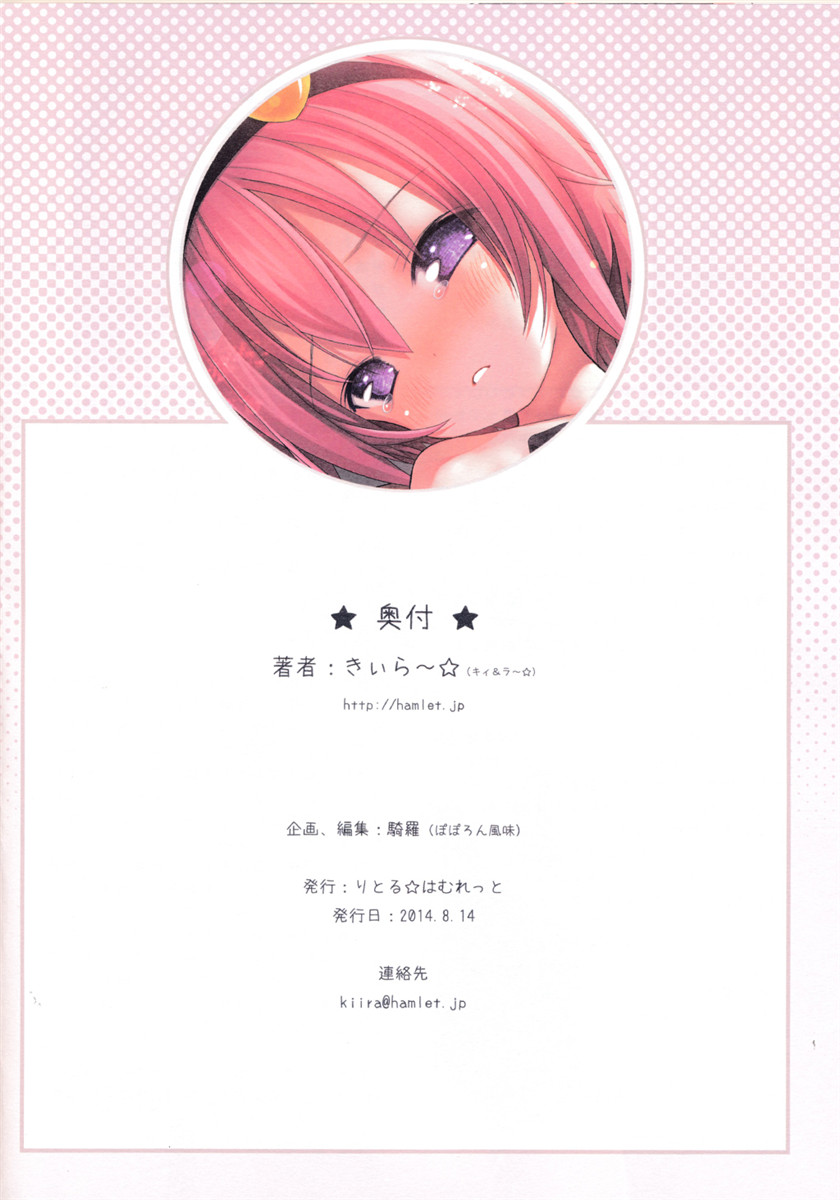 ★ 奥付 ★
著者：きぃら～☆（キィ&ラ～☆）
http://hamlet.jp
企画、編集：騎羅（ぽぽろん風味）
発行：りとる☆はむれっと
発行日：2014.8.14
連絡先
kiira@hamlet.jp